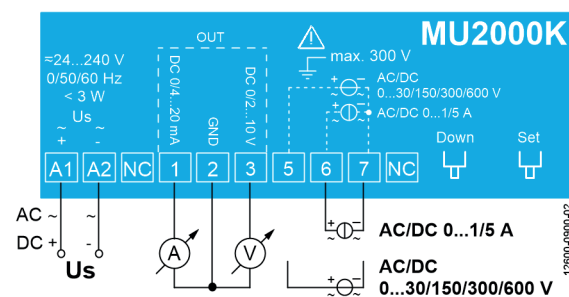 MU2000K
OUT
≂24...240 V
0/50/60 Hz
< 3 W
Us
~ ~
+ -
DC 0/4...20 mA
GND
DC 0/2...10 V
max. 300 V
AC/DC
0...30/150/300/600 V
AC/DC 0...1/5 A
+ −
~ ~
+ −
~ ~
Down
Set
A1 A2 NC 1 2 3 5 6 7 NC
AC ~ ~
DC + -
Us
A
V
+ −
~ ~
AC/DC 0...1/5 A
+ −
~ ~
AC/DC
0...30/150/300/600 V
12600-0900-02